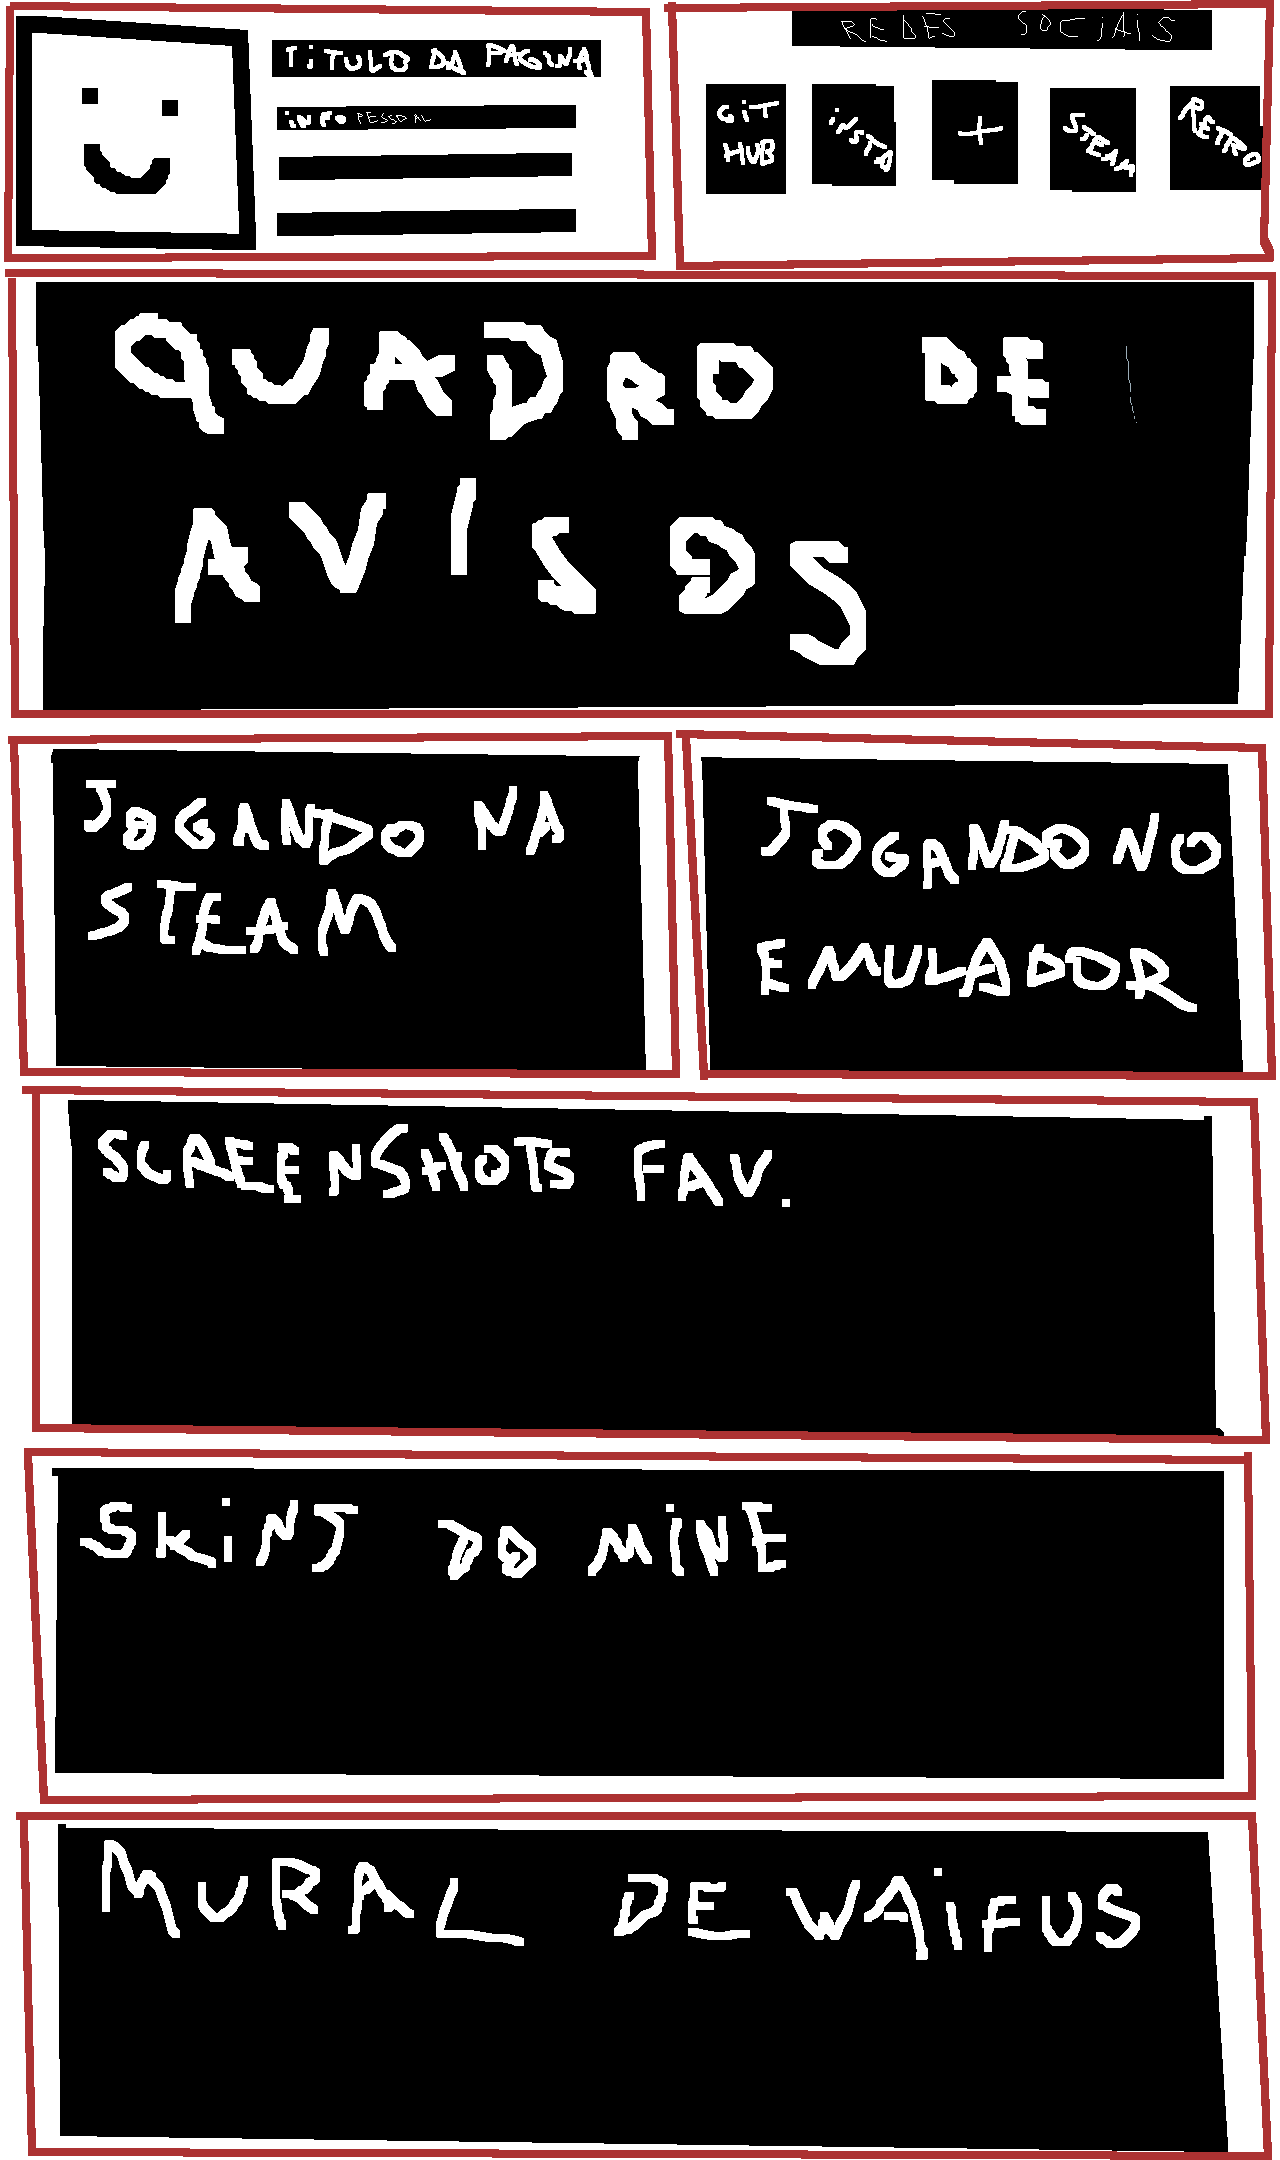 TiTULO DA PAGINA
iNFO PESSOAL
REDES SOCiAiS
GiT
HUB
iNSTA
+
STEAM
RETRO
QUADRO DE
AVISOS
JOGANDO NA
STEAM
JOGANDO NO
EMULADOR
SCREENSHOTS FAV.
SKiNS DO MiNE
MURAL DE WAiFUS